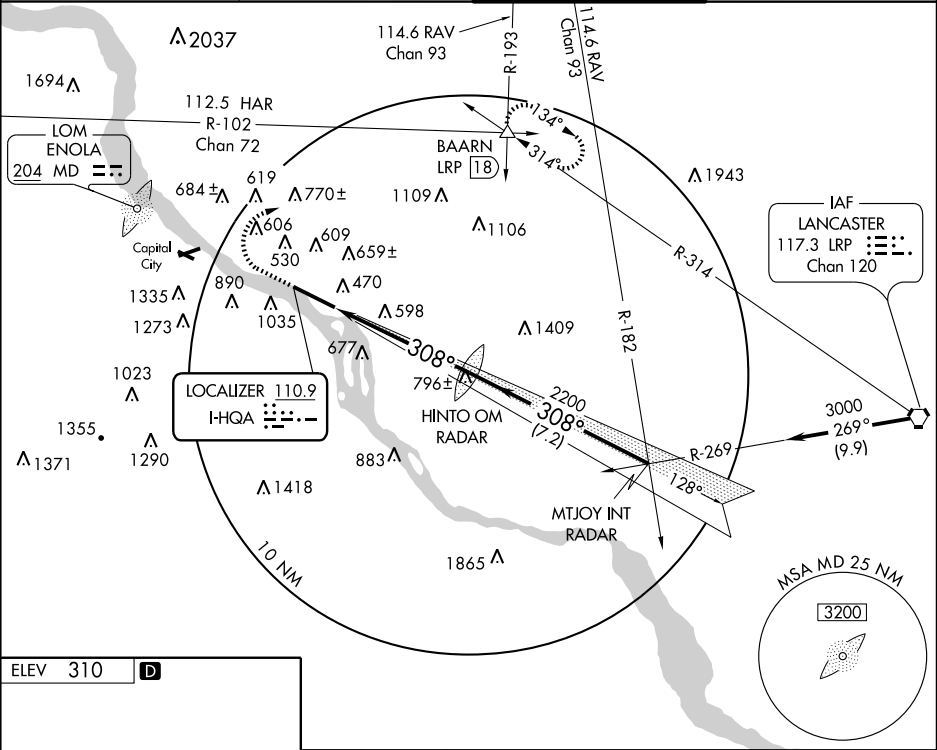 2037
1694
114.6 RAV
Chan 93
R-193
114.6 RAV
Chan 93
112.5 HAR
R-102
Chan 72
LOM
ENOLA
204 MD
BAARN
LRP 18
134°
314°
684 ±
619
770 ±
1109
1943
606
530
609
659 ±
1106
Capital
City
IAF
LANCASTER
117.3 LRP
Chan 120
R-314
1335
890
470
1273
1035
598
1409
R-182
677
308°
796 ±
1023
LOCALIZER 110.9
I-HQA
HINTO OM
RADAR
2200
308°
(7.2)
3000
269°
(9.9)
R-269
1355
1290
1371
883
128°
1418
MTJOY INT
RADAR
1865
10 NM
MSA MD 25 NM
3200
ELEV 310 D